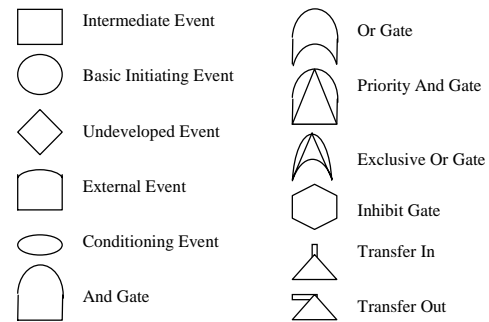 Intermediate Event
Basic Initiating Event
Undeveloped Event
External Event
Conditioning Event
And Gate
Or Gate
Priority And Gate
Exclusive Or Gate
Inhibit Gate
Transfer In
Transfer Out